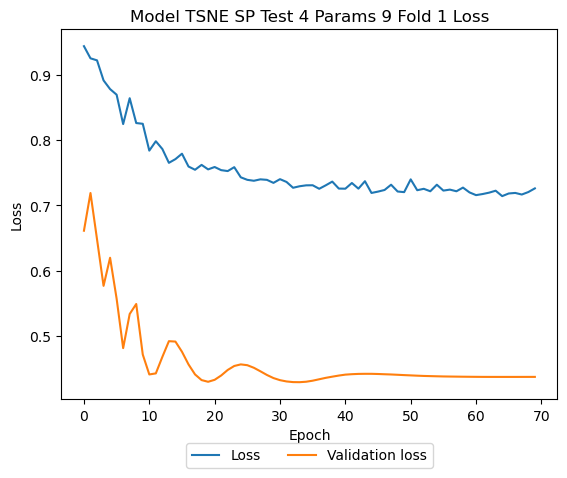 Model TSNE SP Test 4 Params 9 Fold 1 Loss
Loss
0.9
0.8
0.7
0.6
0.5
0 10 20 30 40 50 60 70
Epoch
Loss Validation loss